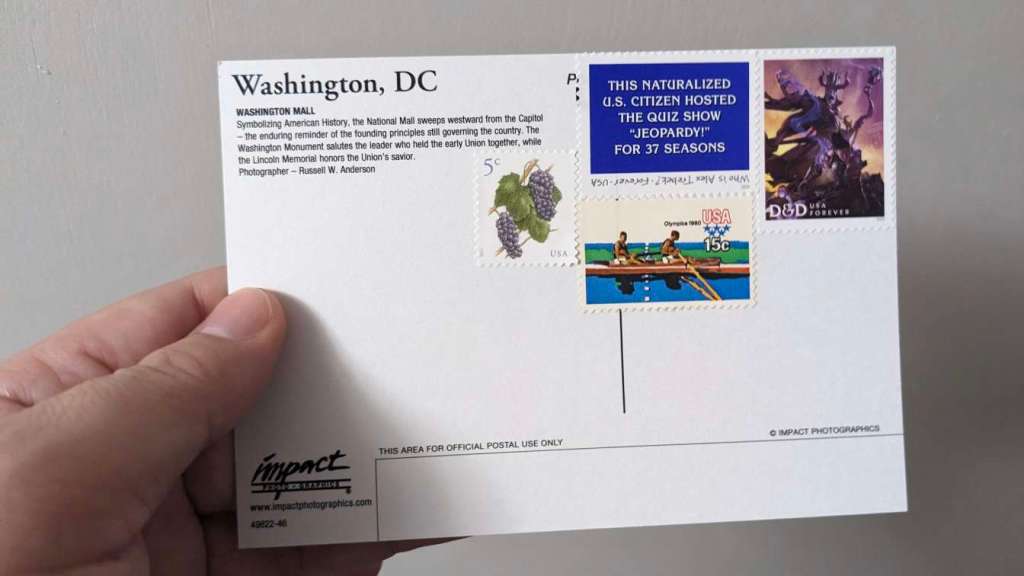 Washington, DC
WASHINGTON MALL
Symbolizing American History, the National Mall sweeps westward from the Capitol
– the enduring reminder of the founding principles still governing the country. The
Washington Monument salutes the leader who held the early Union together, while
the Lincoln Memorial honors the Union's savior.
Photographer – Russell W. Anderson
5c
USA
THIS NATURALIZED
U.S. CITIZEN HOSTED
THE QUIZ SHOW
"JEOPARDY!"
FOR 37 SEASONS
Who is Alex Trebek? • Forever • USA
D&D USA
FOREVER
Olympics 1980 USA
15c
© IMPACT PHOTOGRAPHICS
THIS AREA FOR OFFICIAL POSTAL USE ONLY
impact
PHOTO • GRAPHICS
®
www.impactphotographics.com
49622-46